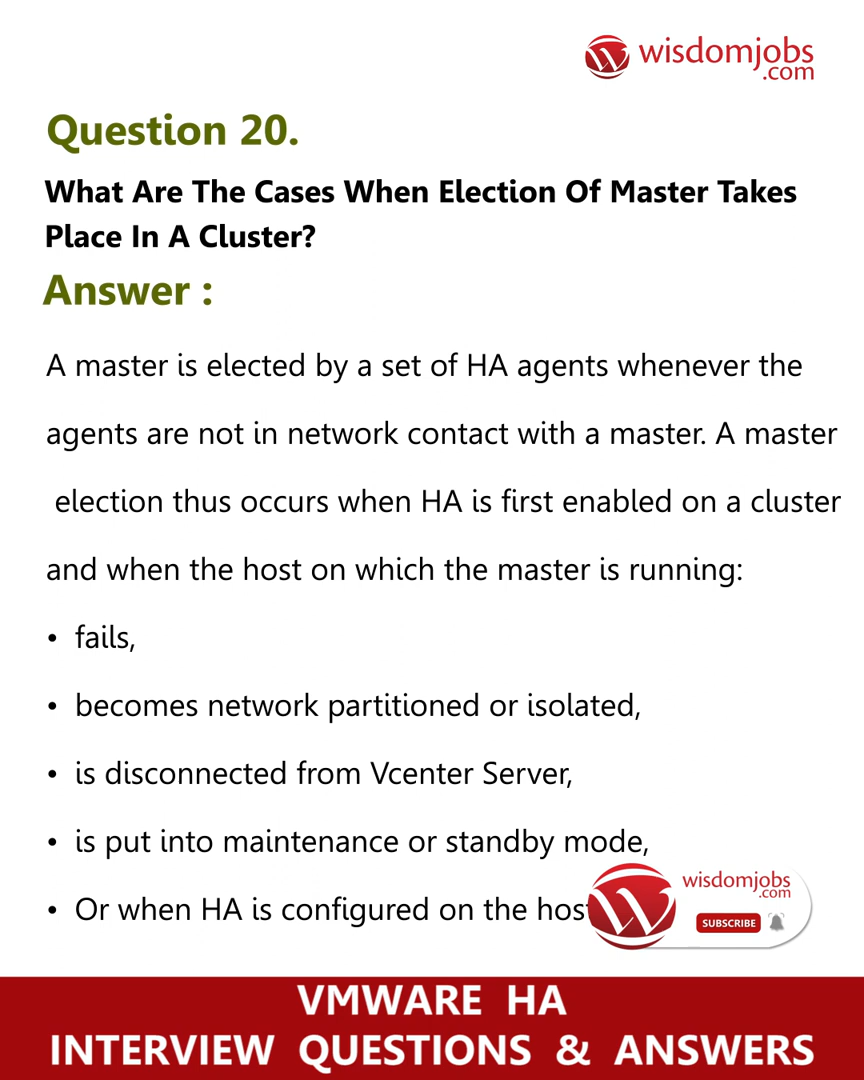 wisdomjobs
.com
Question 20.
What Are The Cases When Election Of Master Takes
Place In A Cluster?
Answer :
A master is elected by a set of HA agents whenever the
agents are not in network contact with a master. A master
election thus occurs when HA is first enabled on a cluster
and when the host on which the master is running:
• fails,
• becomes network partitioned or isolated,
• is disconnected from Vcenter Server,
• is put into maintenance or standby mode,
• Or when HA is configured on the host
wisdomjobs
.com
SUBSCRIBE
VMWARE HA
INTERVIEW QUESTIONS & ANSWERS